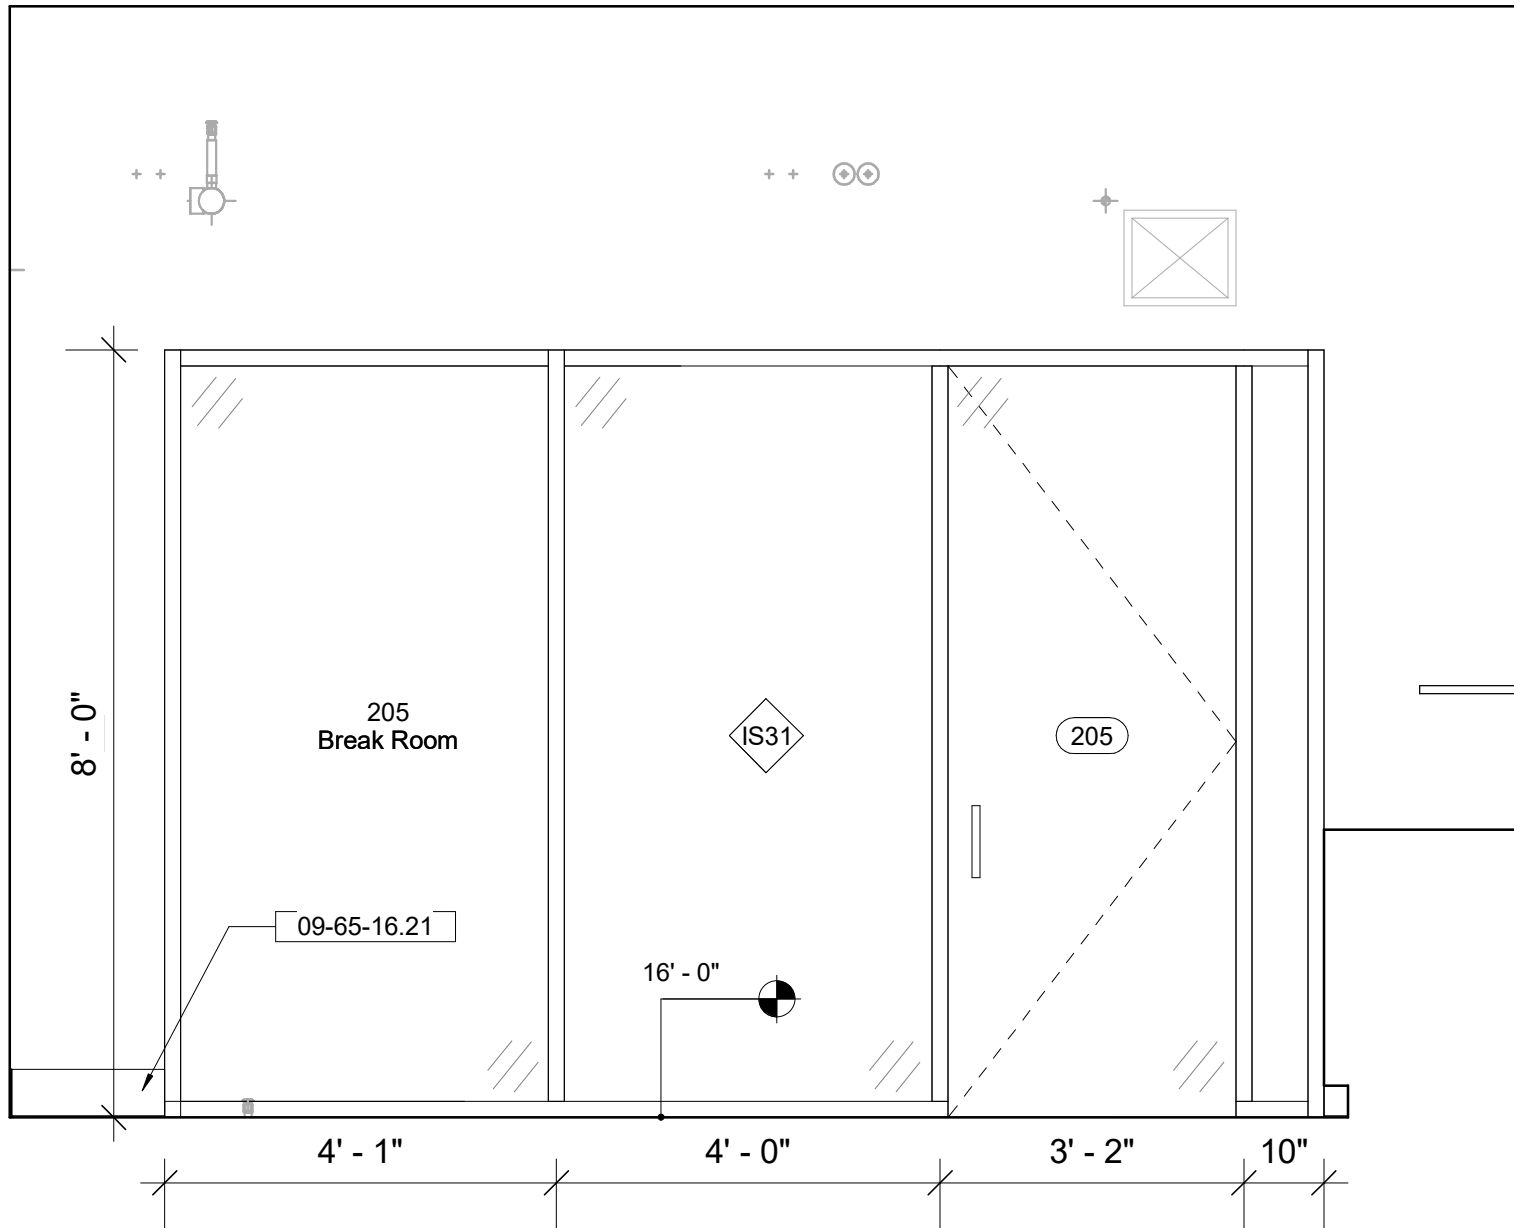 8' - 0"
205
Break Room
IS31
205
09-65-16.21
16' - 0"
4' - 1"
4' - 0"
3' - 2"
10"